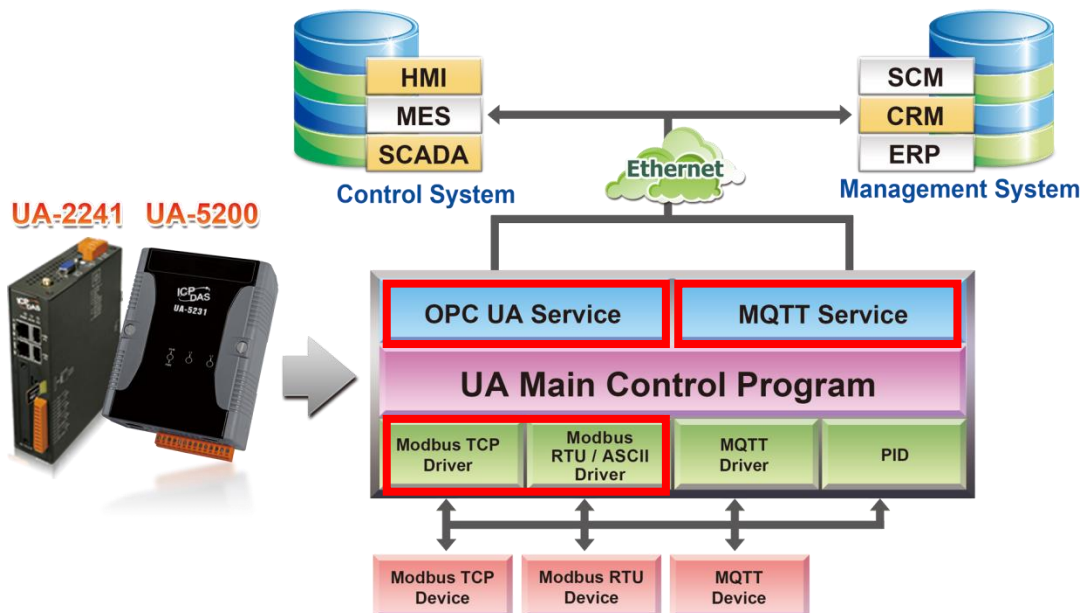 HMI
MES
SCADA
Control System
SCM
CRM
ERP
Management System
Ethernet
UA-2241 UA-5200
ICP
DAS
ICP
DAS
UA-5231
OPC UA Service
MQTT Service
UA Main Control Program
Modbus TCP
Driver
Modbus
RTU / ASCII
Driver
MQTT
Driver
PID
Modbus TCP
Device
Modbus RTU
Device
MQTT
Device